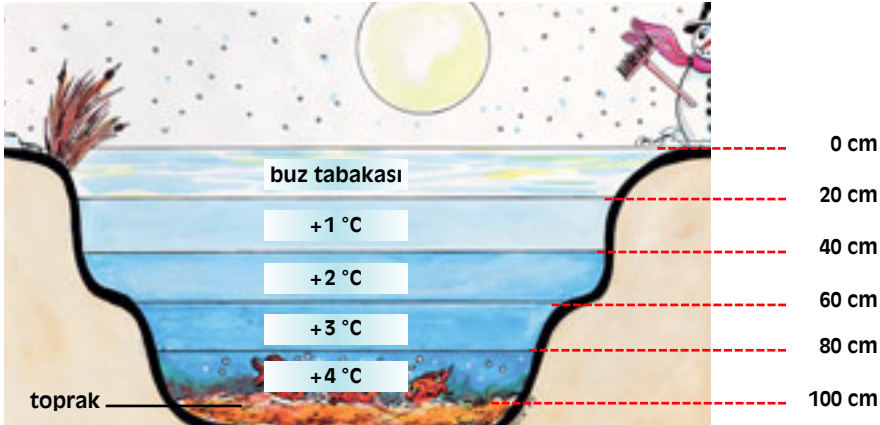 0 cm
buz tabakası
20 cm
+1 °C
40 cm
+2 °C
60 cm
+3 °C
80 cm
+4 °C
toprak
100 cm